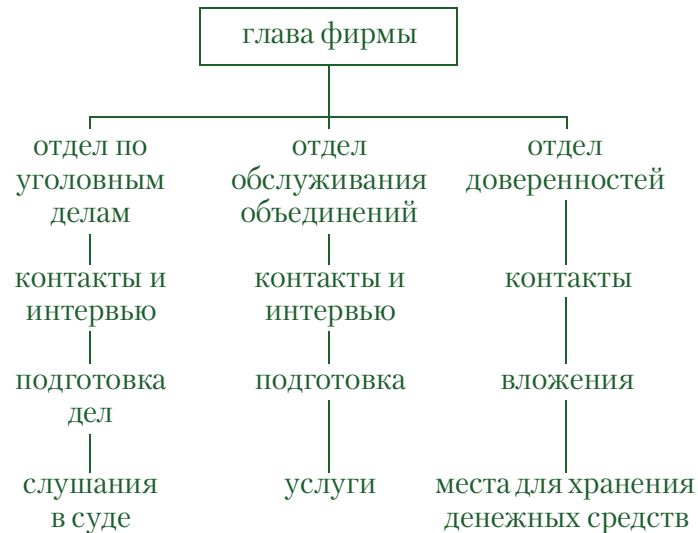 глава фирмы
отдел по
уголовным
делам
контакты и
интервью
подготовка
дел
слушания
в суде
отдел
обслуживания
объединений
контакты и
интервью
подготовка
услуги
отдел
доверенностей
контакты
вложения
места для хранения
денежных средств